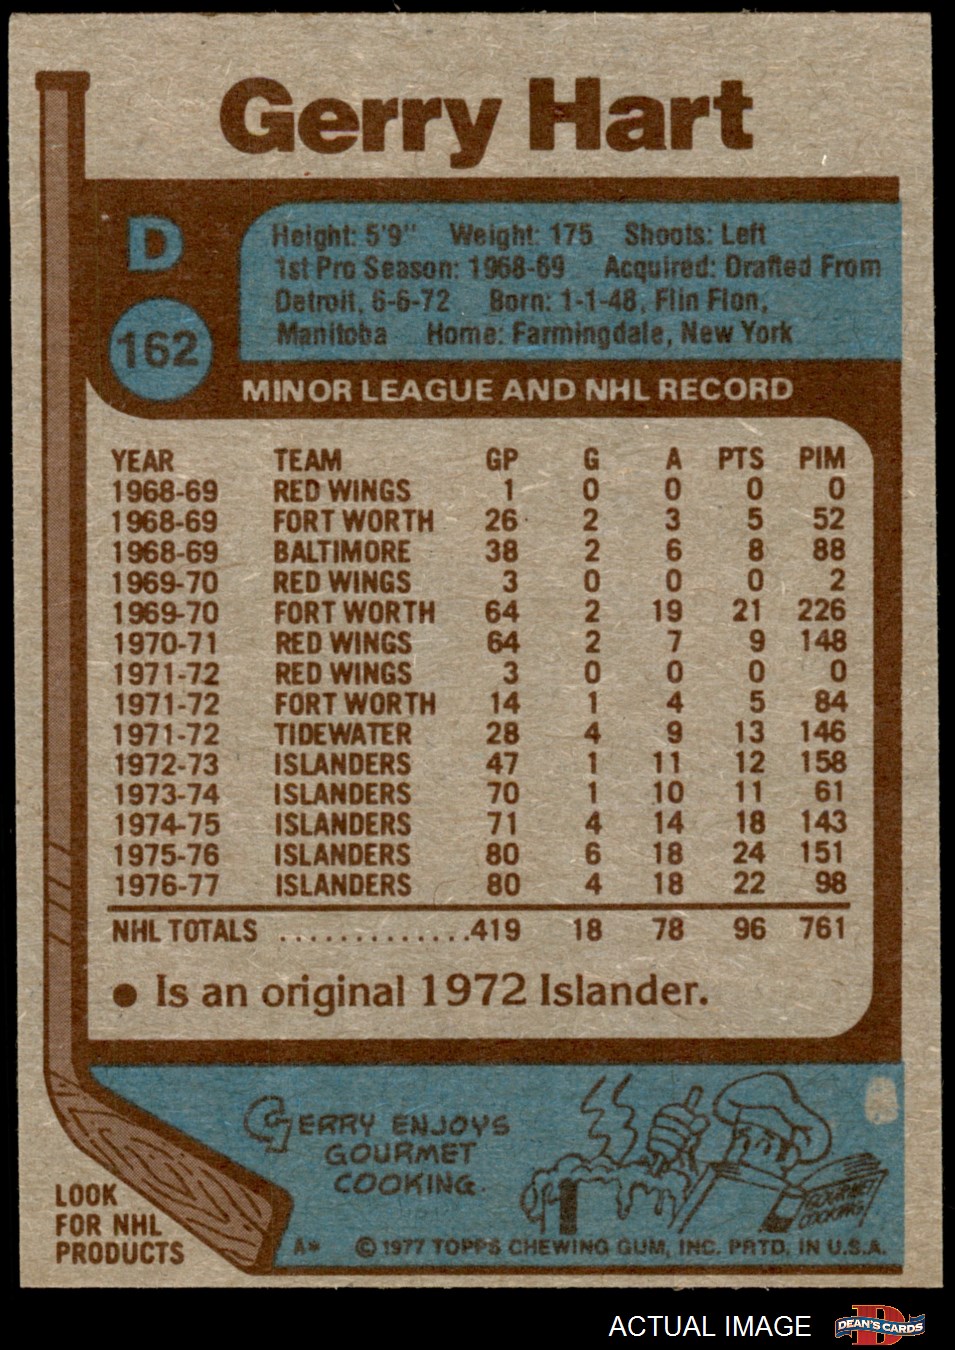 Gerry Hart
D
162
Height: 5'9" Weight: 175 Shoots: Left
1st Pro Season: 1968-69 Acquired: Drafted From
Detroit, 6-6-72 Born: 1-1-48, Flin Flon,
Manitoba Home: Farmingdale, New York
MINOR LEAGUE AND NHL RECORD
YEAR TEAM GP G A PTS PIM
1968-69 RED WINGS 1 0 0 0 0
1968-69 FORT WORTH 26 2 3 5 52
1968-69 BALTIMORE 38 2 6 8 88
1969-70 RED WINGS 3 0 0 0 2
1969-70 FORT WORTH 64 2 19 21 226
1970-71 RED WINGS 64 2 7 9 148
1971-72 RED WINGS 3 0 0 0 0
1971-72 FORT WORTH 14 1 4 5 84
1971-72 TIDEWATER 28 4 9 13 146
1972-73 ISLANDERS 47 1 11 12 158
1973-74 ISLANDERS 70 1 10 11 61
1974-75 ISLANDERS 71 4 14 18 143
1975-76 ISLANDERS 80 6 18 24 151
1976-77 ISLANDERS 80 4 18 22 98
NHL TOTALS .............419 18 78 96 761
● Is an original 1972 Islander.
GERRY ENJOYS
GOURMET
COOKING.
GOURMET
COOKING
LOOK
FOR NHL
PRODUCTS
A* © 1977 TOPPS CHEWING GUM, INC. PRTD. IN U.S.A.
ACTUAL IMAGE
D
DEAN'S CARDS